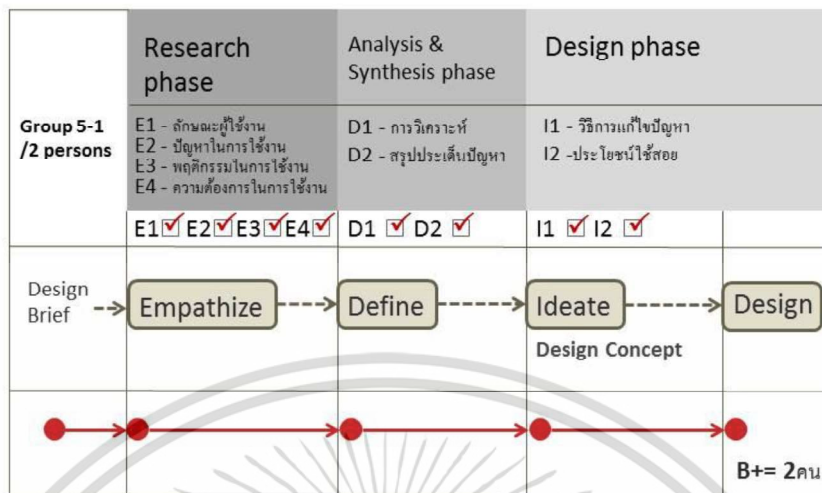 Group 5-1
/2 persons
Research
phase
E1 - ลักษณะผู้ใช้งาน
E2 - ปัญหาในการใช้งาน
E3 - พฤติกรรมในการใช้งาน
E4 - ความต้องการในการใช้งาน
Analysis &
Synthesis phase
D1 - การวิเคราะห์
D2 - สรุปประเด็นปัญหา
Design phase
I1 - วิธีการแก้ไขปัญหา
I2 -ประโยชน์ใช้สอย
E1 E2 E3 E4 D1 D2 I1 I2
Design
Brief
Empathize
Define
Ideate
Design
Design Concept
B+= 2คน